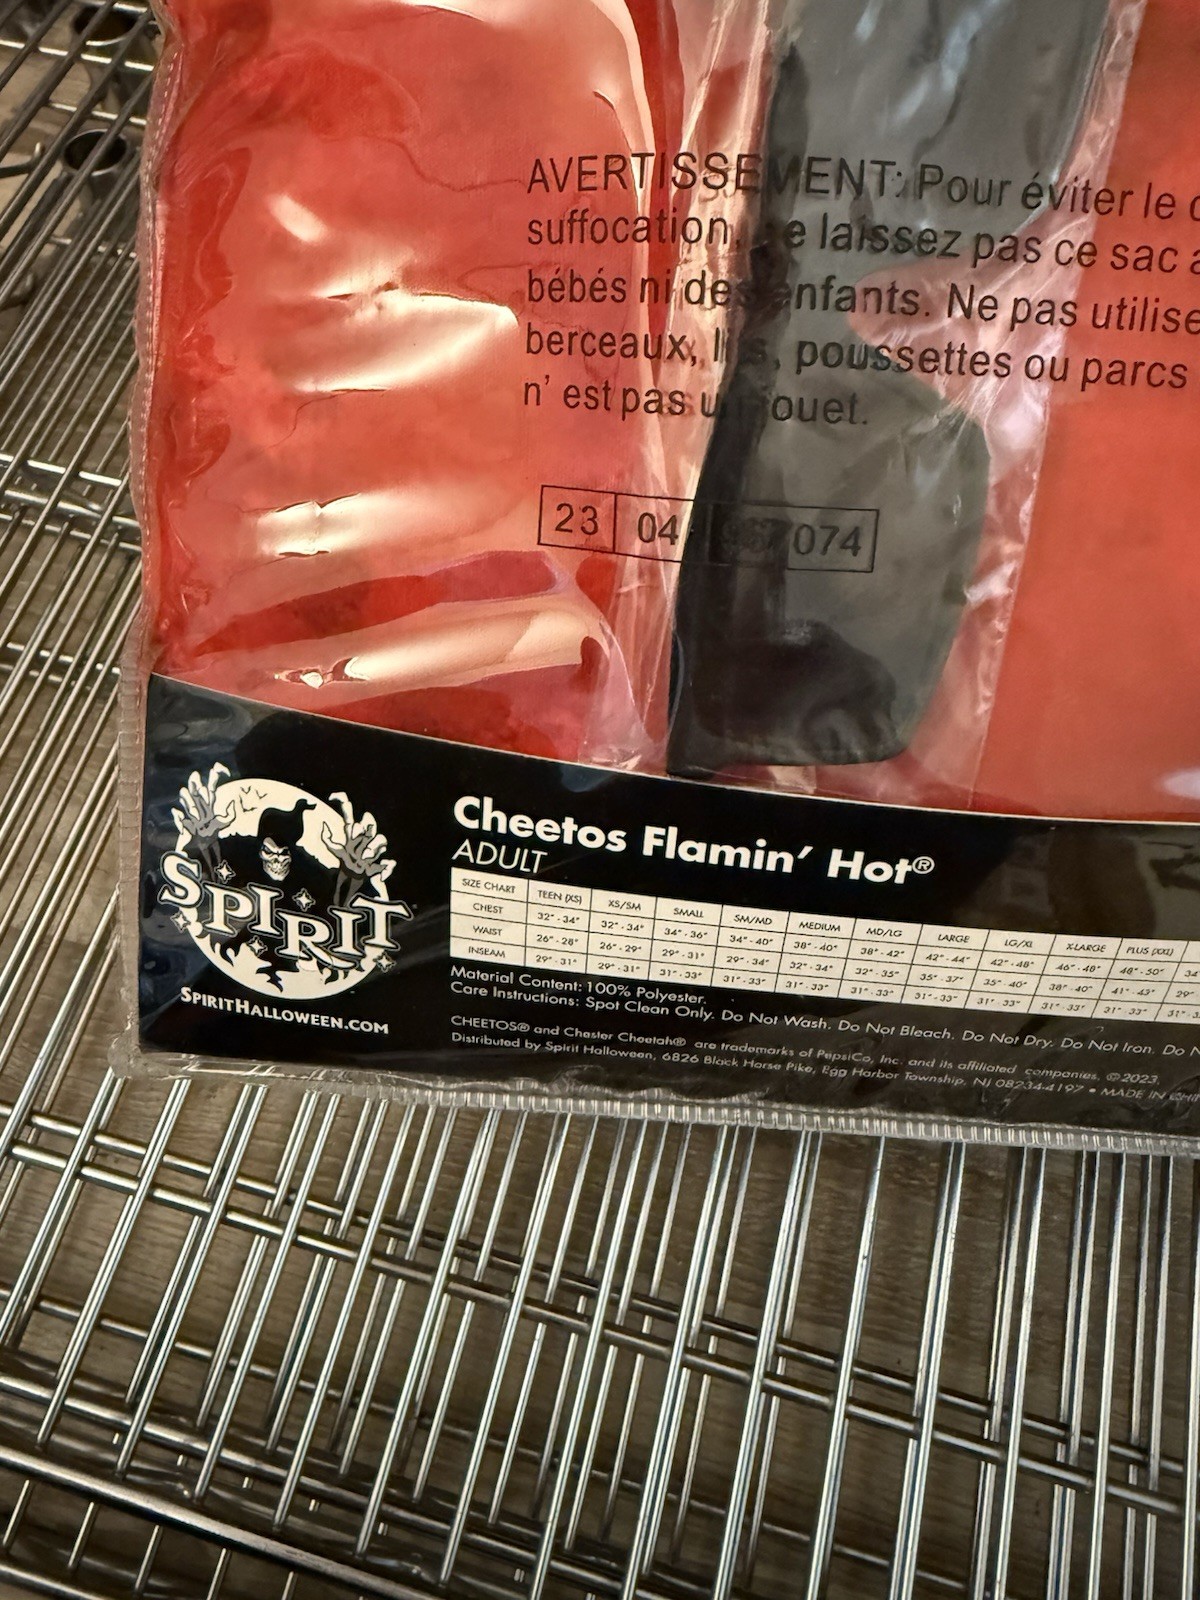 AVERTISSEMENT: Pour éviter le
suffocation, e laissez pas ce sac
bébés ni des enfants. Ne pas utilise
berceaux, poussettes ou parcs
n' est pas ouet.
23 04 074
SPIRIT
SPIRITHALLOWEEN.COM
Cheetos Flamin' Hot®
ADULT
SIZE CHART TEEN (XS) XS/SM SMALL SM/MD MEDIUM MD/LG LARGE LG/XL X-LARGE PLUS (XXL)
CHEST 32" - 34" 32" - 34" 34" - 36" 34" - 40" 38" - 40" 38" - 42" 42" - 44" 42" - 48" 46" - 48" 48" - 50" 34
WAIST 26" - 28" 26" - 29" 29" - 31" 29" - 34" 32" - 34" 32" - 35" 35" - 37" 35" - 40" 38" - 40" 41" - 43" 29"
INSEAM 29" - 31" 29" - 31" 31" - 33" 31" - 33" 31" - 33" 31" - 33" 31" - 33" 31" - 33" 31" - 33" 31" - 33"
Material Content: 100% Polyester.
Care Instructions: Spot Clean Only. Do Not Wash. Do Not Bleach. Do Not Dry. Do Not Iron. Do N
CHEETOS® and Chester Cheetah® are trademarks of PepsiCo, Inc. and its affiliated companies. ©2023.
Distributed by Spirit Halloween, 6826 Black Horse Pike, Egg Harbor Township, NJ 08234-4197 • MADE IN CHI